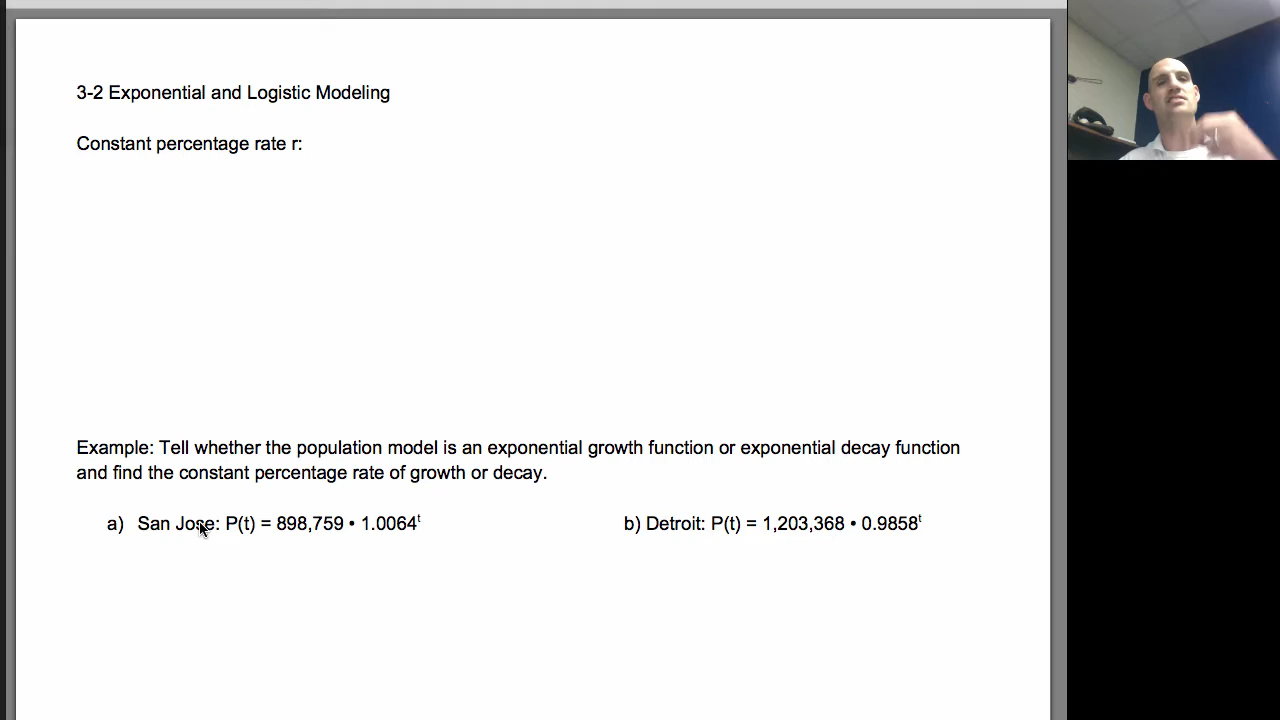 3-2 Exponential and Logistic Modeling
Constant percentage rate r:
Example: Tell whether the population model is an exponential growth function or exponential decay function
and find the constant percentage rate of growth or decay.
a) San Jose: P(t) = 898,759 • 1.0064ᵗ
b) Detroit: P(t) = 1,203,368 • 0.9858ᵗ